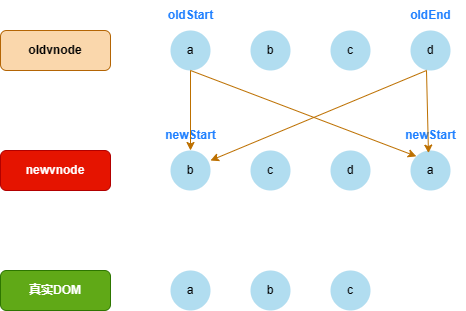 oldStart oldEnd
oldvnode a b c d
newStart newStart
newvnode b c d a
真实DOM a b c